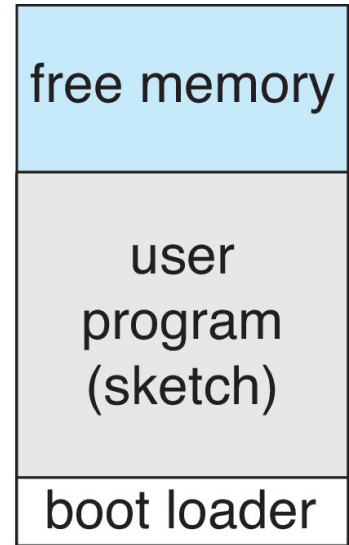 free memory
user
program
(sketch)
boot loader